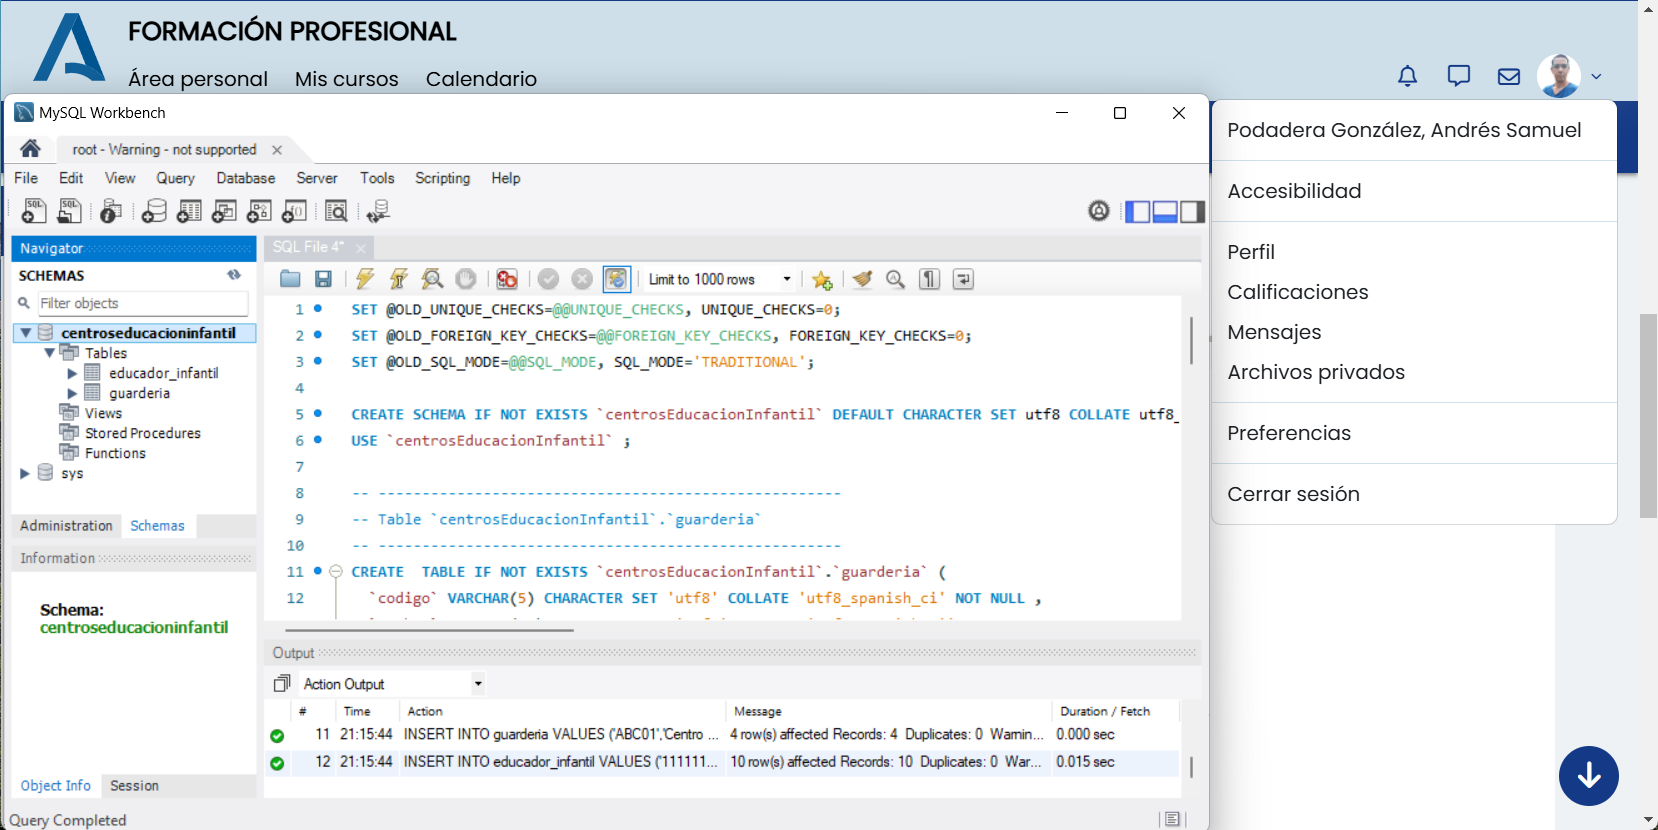 FORMACIÓN PROFESIONAL
Área personal Mis cursos Calendario
MySQL Workbench
root - Warning - not supported
File Edit View Query Database Server Tools Scripting Help
Navigator
SCHEMAS
Filter objects
centroseducacioninfantil
Tables
educador_infantil
guarderia
Views
Stored Procedures
Functions
sys
Administration Schemas
Information
Schema:
centroseducacioninfantil
Object Info Session
Query Completed
SQL File 4*
Limit to 1000 rows
1 SET @OLD_UNIQUE_CHECKS=@@UNIQUE_CHECKS, UNIQUE_CHECKS=0;
2 SET @OLD_FOREIGN_KEY_CHECKS=@@FOREIGN_KEY_CHECKS, FOREIGN_KEY_CHECKS=0;
3 SET @OLD_SQL_MODE=@@SQL_MODE, SQL_MODE='TRADITIONAL';
4
5 CREATE SCHEMA IF NOT EXISTS `centrosEducacionInfantil` DEFAULT CHARACTER SET utf8 COLLATE utf8_
6 USE `centrosEducacionInfantil` ;
7
8 -- -----------------------------------------------------
9 -- Table `centrosEducacionInfantil`.`guarderia`
10 -- -----------------------------------------------------
11 CREATE  TABLE IF NOT EXISTS `centrosEducacionInfantil`.`guarderia` (
12 `codigo` VARCHAR(5) CHARACTER SET 'utf8' COLLATE 'utf8_spanish_ci' NOT NULL ,
Output
Action Output
# Time Action Message Duration / Fetch
11 21:15:44 INSERT INTO guarderia VALUES ('ABC01','Centro ... 4 row(s) affected Records: 4  Duplicates: 0  Warnin... 0.000 sec
12 21:15:44 INSERT INTO educador_infantil VALUES ('111111... 10 row(s) affected Records: 10  Duplicates: 0  War... 0.015 sec
Podadera González, Andrés Samuel
Accesibilidad
Perfil
Calificaciones
Mensajes
Archivos privados
Preferencias
Cerrar sesión